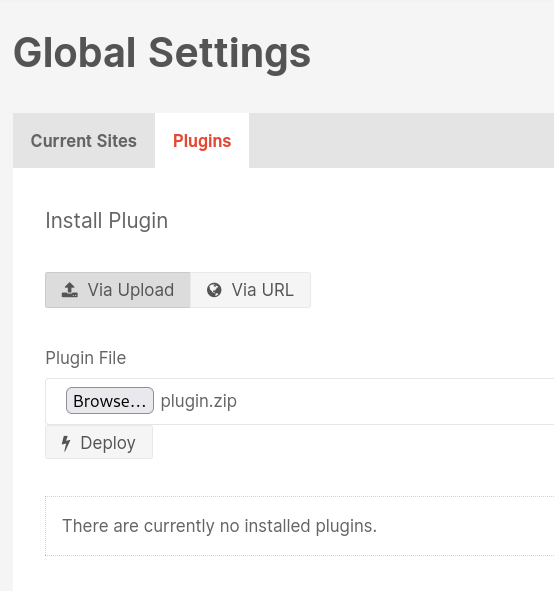 Global Settings
Current Sites Plugins
Install Plugin
Via Upload Via URL
Plugin File
Browse... plugin.zip
Deploy
There are currently no installed plugins.